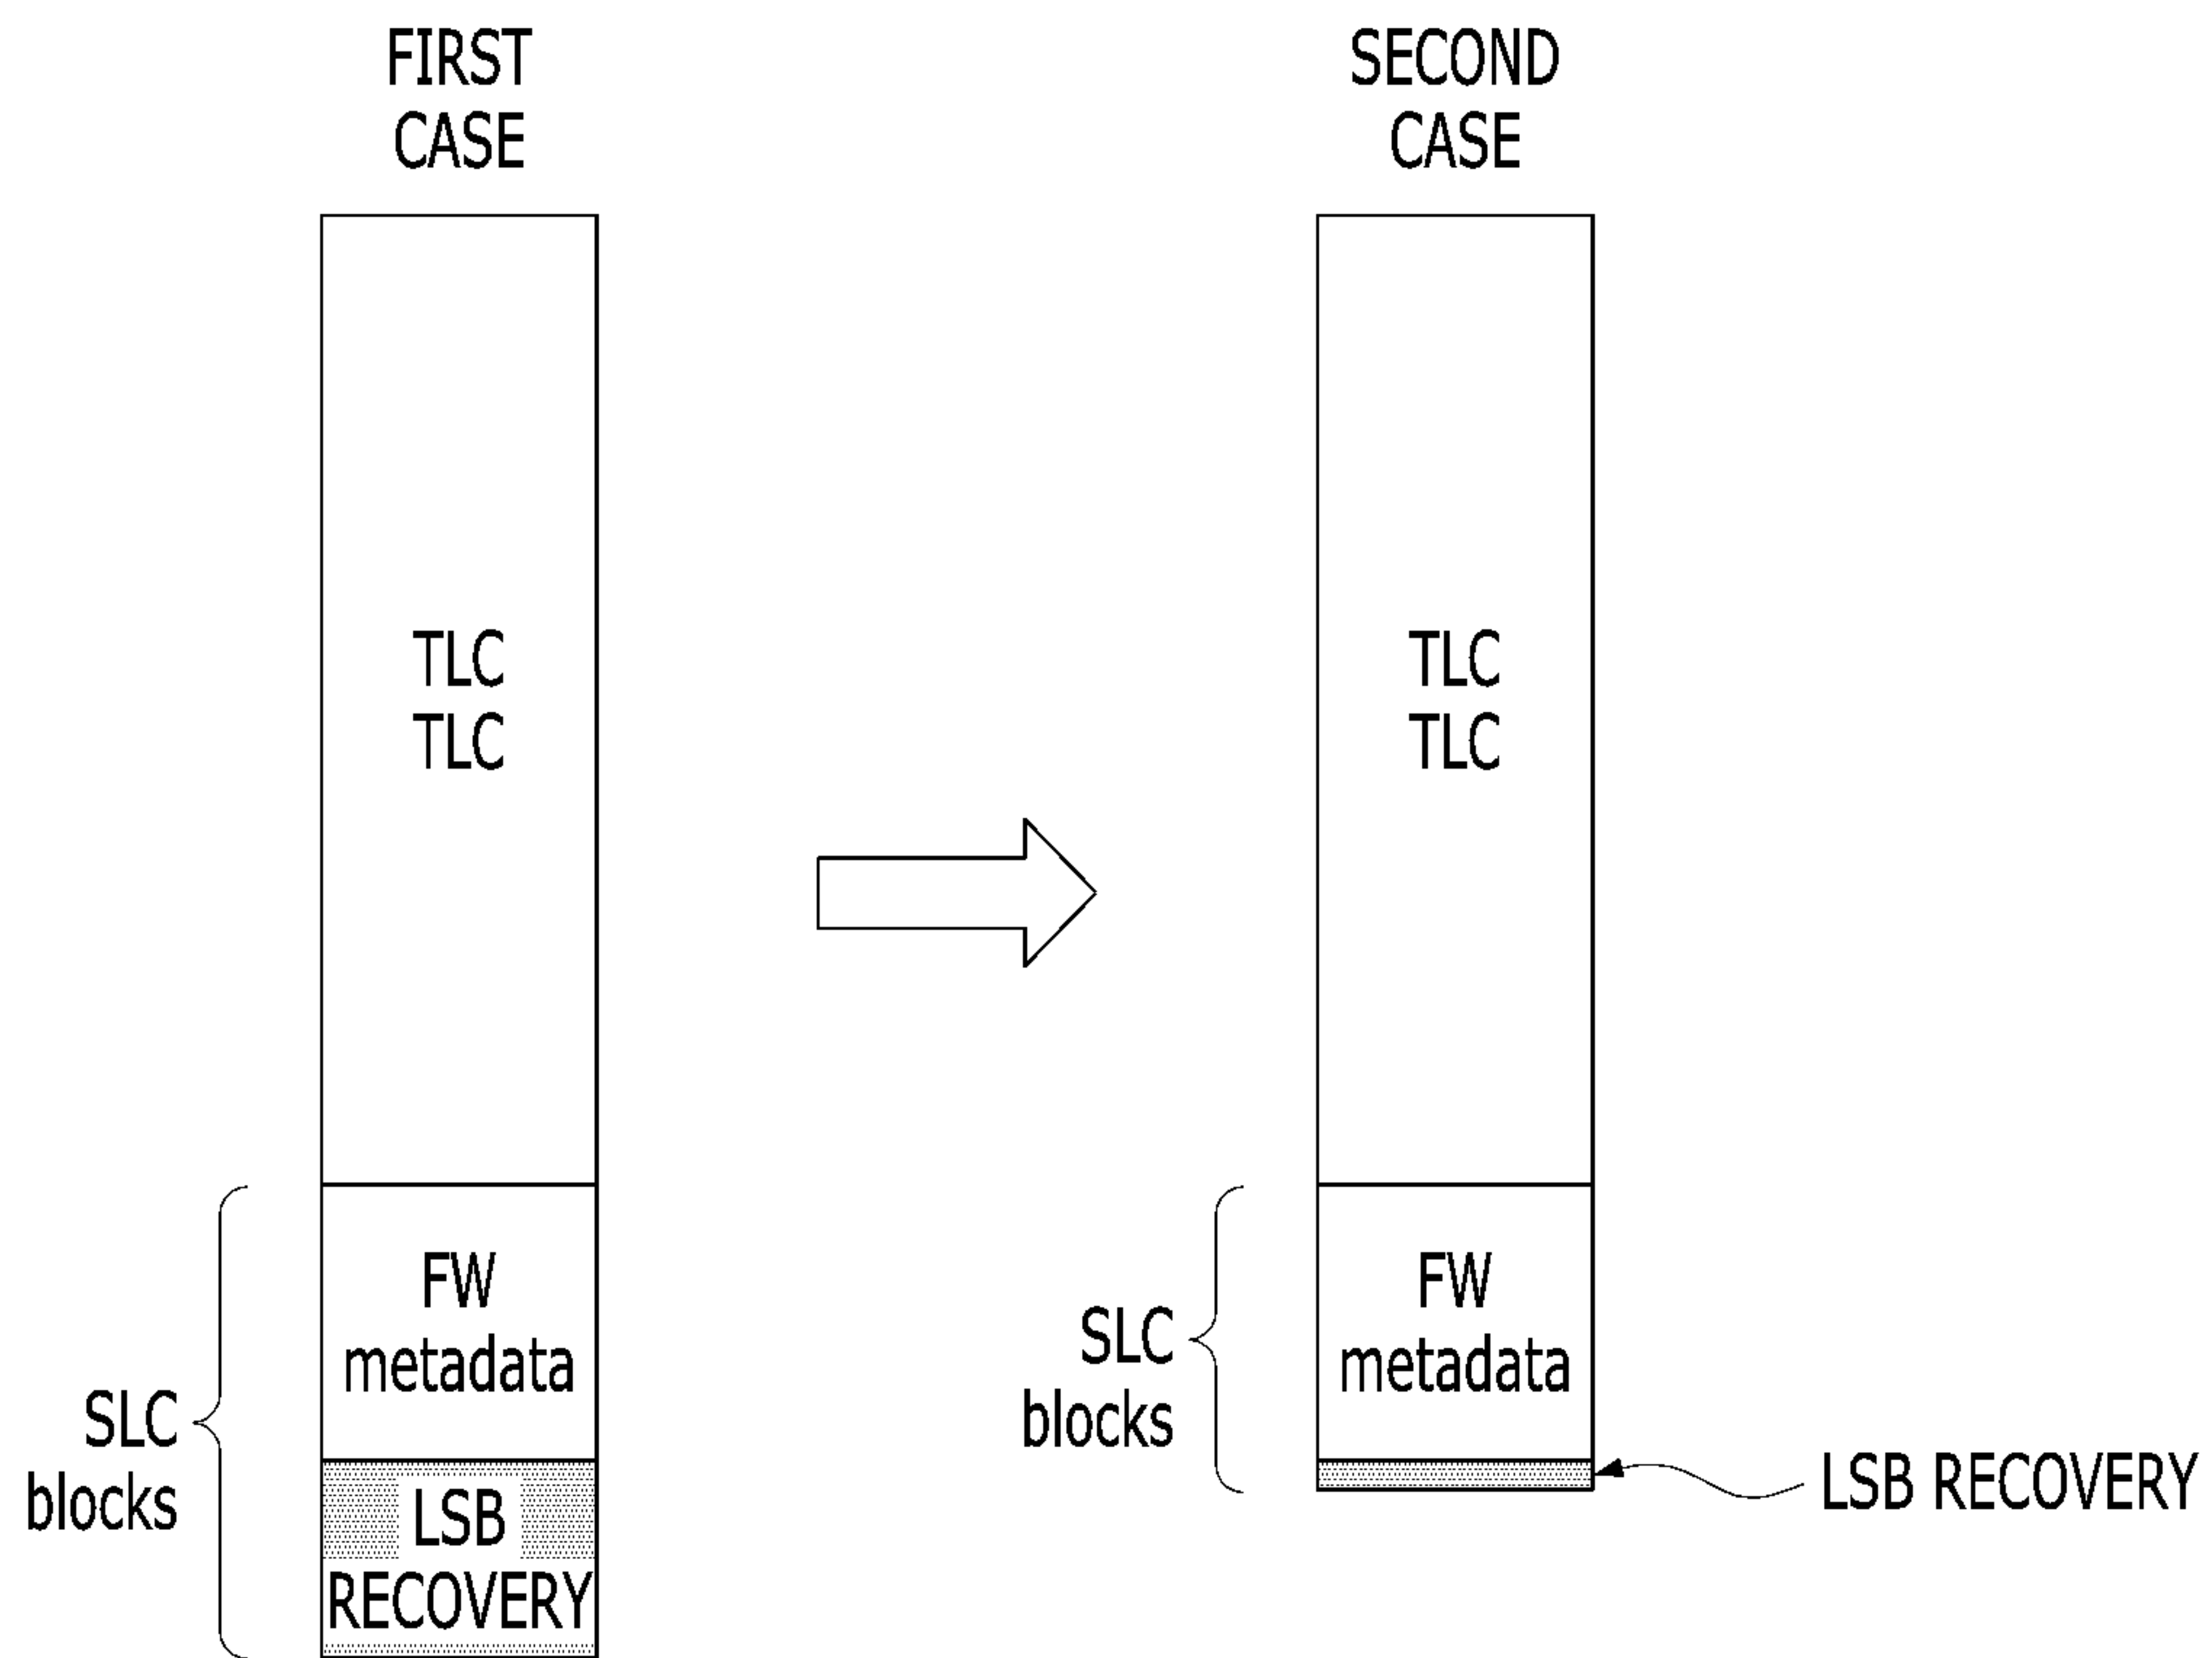 FIRST
CASE
SECOND
CASE
TLC
TLC
TLC
TLC
FW
metadata
SLC
blocks
LSB
RECOVERY
FW
metadata
SLC
blocks
LSB RECOVERY